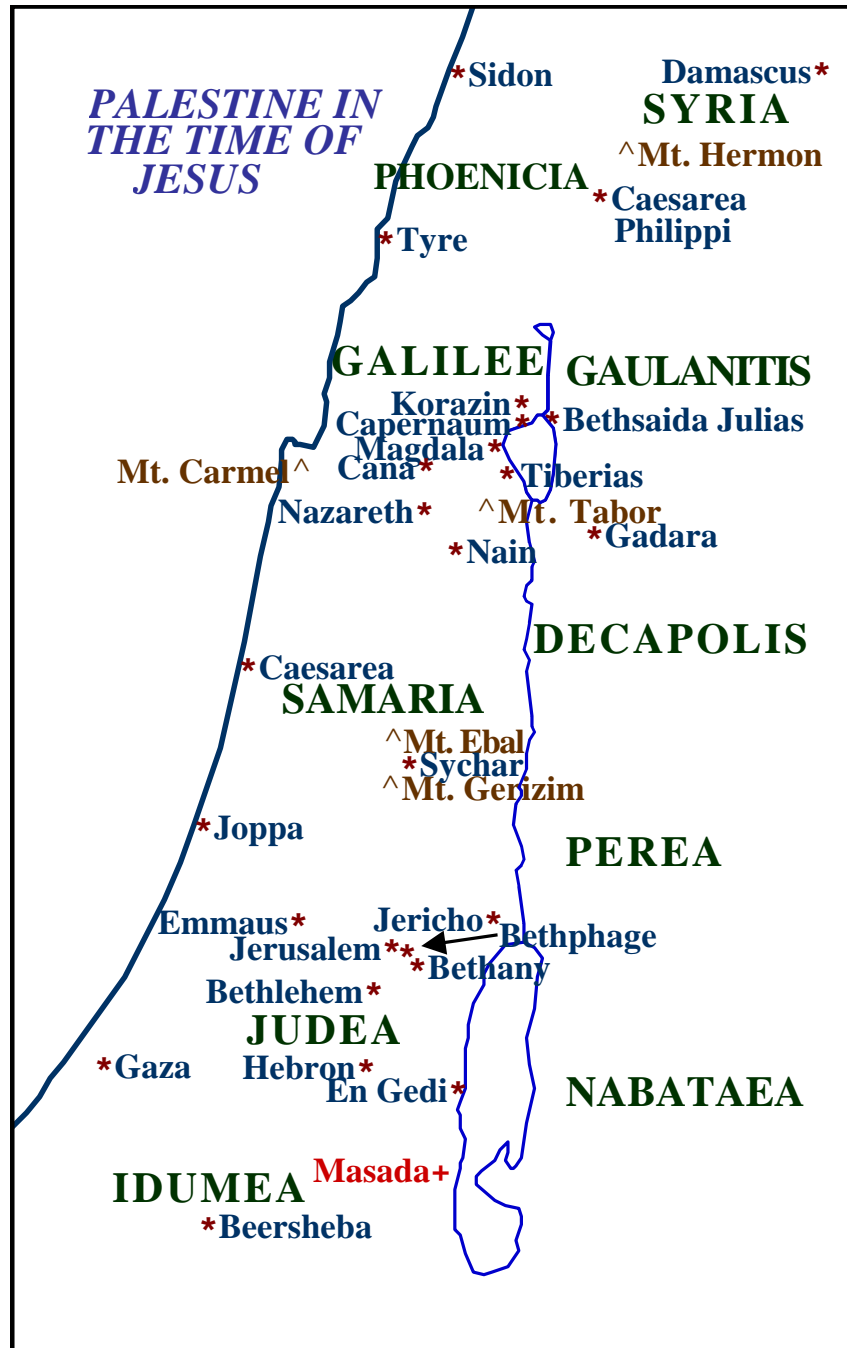 Sidon
Damascus
PALESTINE IN
THE TIME OF
JESUS
SYRIA
^Mt. Hermon
PHOENICIA
Caesarea
Philippi
Tyre
GALILEE
GAULANITIS
Korazin
Capernaum
Bethsaida Julias
Magdala
Mt. Carmel^
Cana
Tiberias
Nazareth
^Mt. Tabor
Gadara
Nain
DECAPOLIS
Caesarea
SAMARIA
^Mt. Ebal
Sychar
^Mt. Gerizim
Joppa
PEREA
Emmaus
Jericho
Bethphage
Jerusalem
Bethany
Bethlehem
JUDEA
Gaza
Hebron
En Gedi
NABATAEA
Masada+
IDUMEA
Beersheba